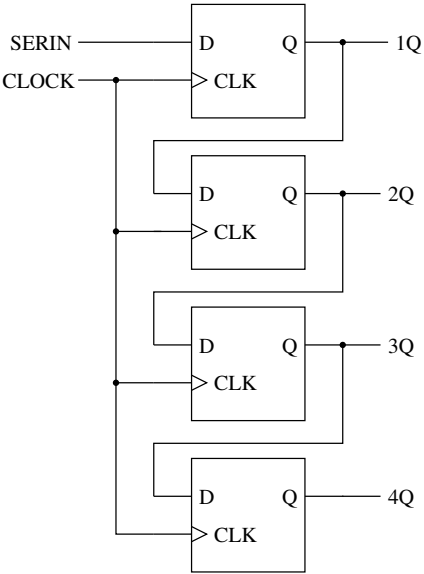 SERIN D Q 1Q
CLOCK CLK
D Q 2Q
CLK
D Q 3Q
CLK
D Q 4Q
CLK